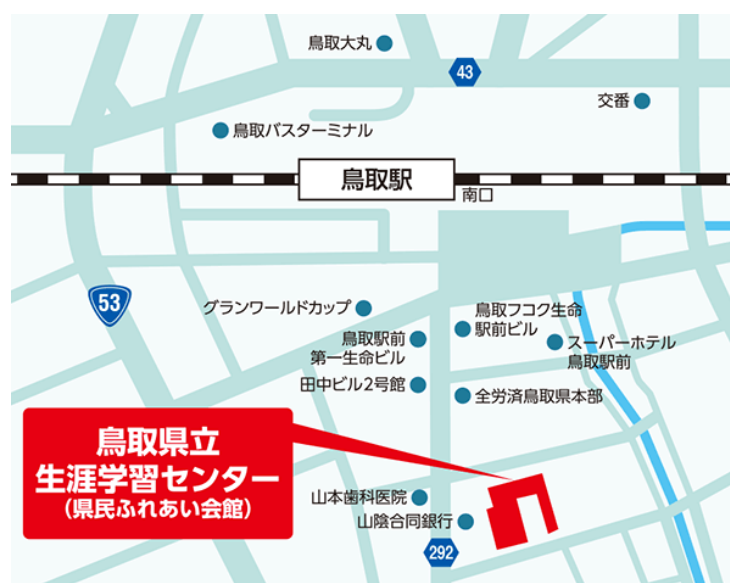 鳥取大丸
43
交番
鳥取バスターミナル
鳥取駅
南口
53
グランワールドカップ
鳥取フコク生命
駅前ビル
鳥取駅前
第一生命ビル
スーパーホテル
鳥取駅前
田中ビル2号館
全労済鳥取県本部
鳥取県立
生涯学習センター
(県民ふれあい会館)
山本歯科医院
山陰合同銀行
292